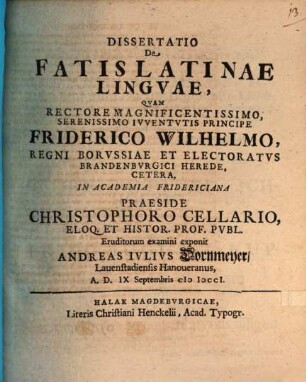 13
DISSERTATIO
De
FATIS LATINAE
LINGVAE,
QVAM
RECTORE MAGNIFICENTISSIMO,
SERENISSIMO IVVENTVTIS PRINCIPE
FRIDERICO WILHELMO,
REGNI BORVSSIAE ET ELECTORATVS
BRANDENBVRGICI HEREDE,
CETERA,
IN ACADEMIA FRIDERICIANA
PRAESIDE
CHRISTOPHORO CELLARIO,
ELOQ. ET HISTOR. PROF. PVBL.
Eruditorum examini exponit
ANDREAS IVLIVS Dornmeyer/
Lauenstadiensis Hanoueranus,
A. D. IX Septembris cIɔ Iɔccl.
HALAE MAGDEBVRGICAE,
Literis Christiani Henckelii, Acad. Typogr.